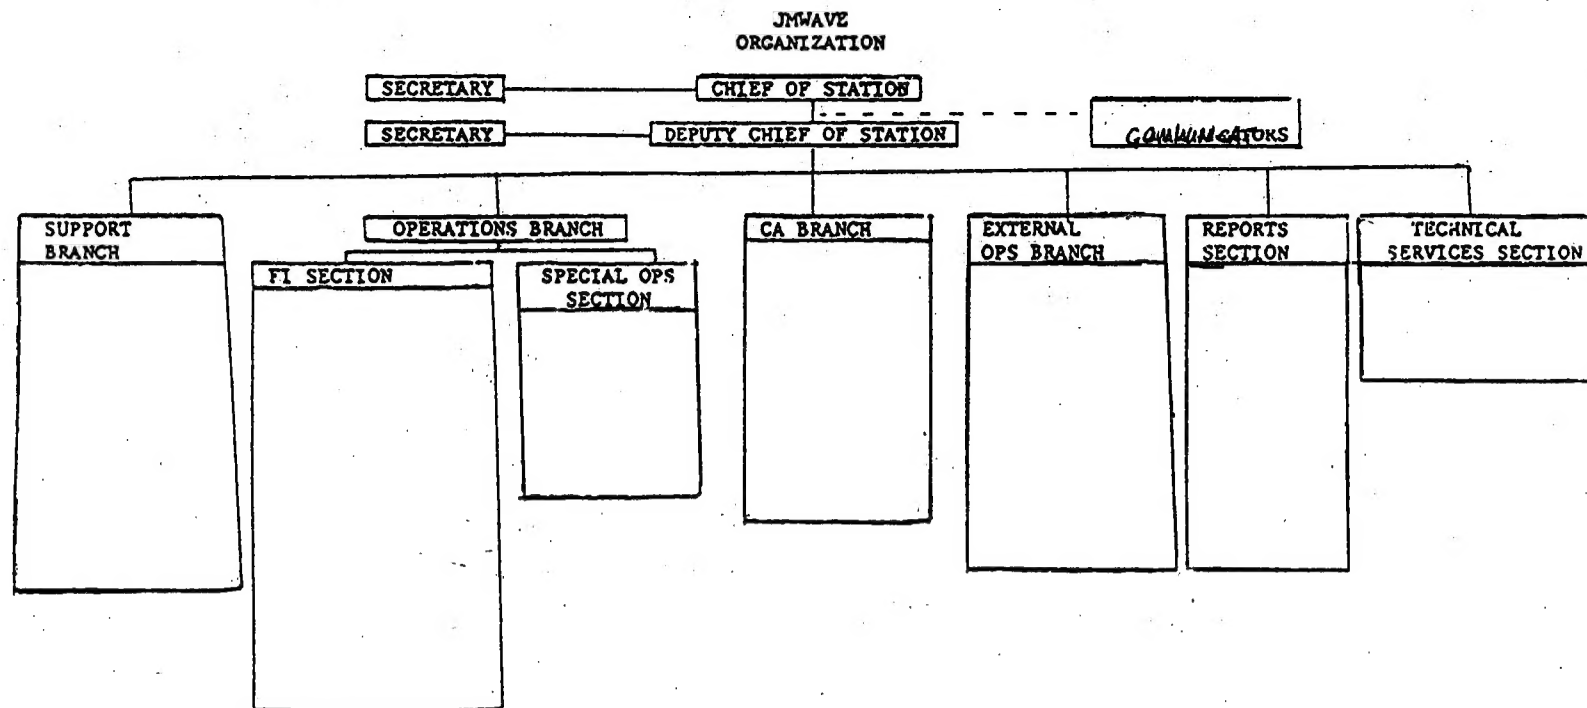 JMWAVE
ORGANIZATION
SECRETARY
CHIEF OF STATION
SECRETARY
DEPUTY CHIEF OF STATION
COMMUNICATORS
SUPPORT
BRANCH
OPERATIONS BRANCH
FI SECTION
SPECIAL OPS
SECTION
CA BRANCH
EXTERNAL
OPS BRANCH
REPORTS
SECTION
TECHNICAL
SERVICES SECTION